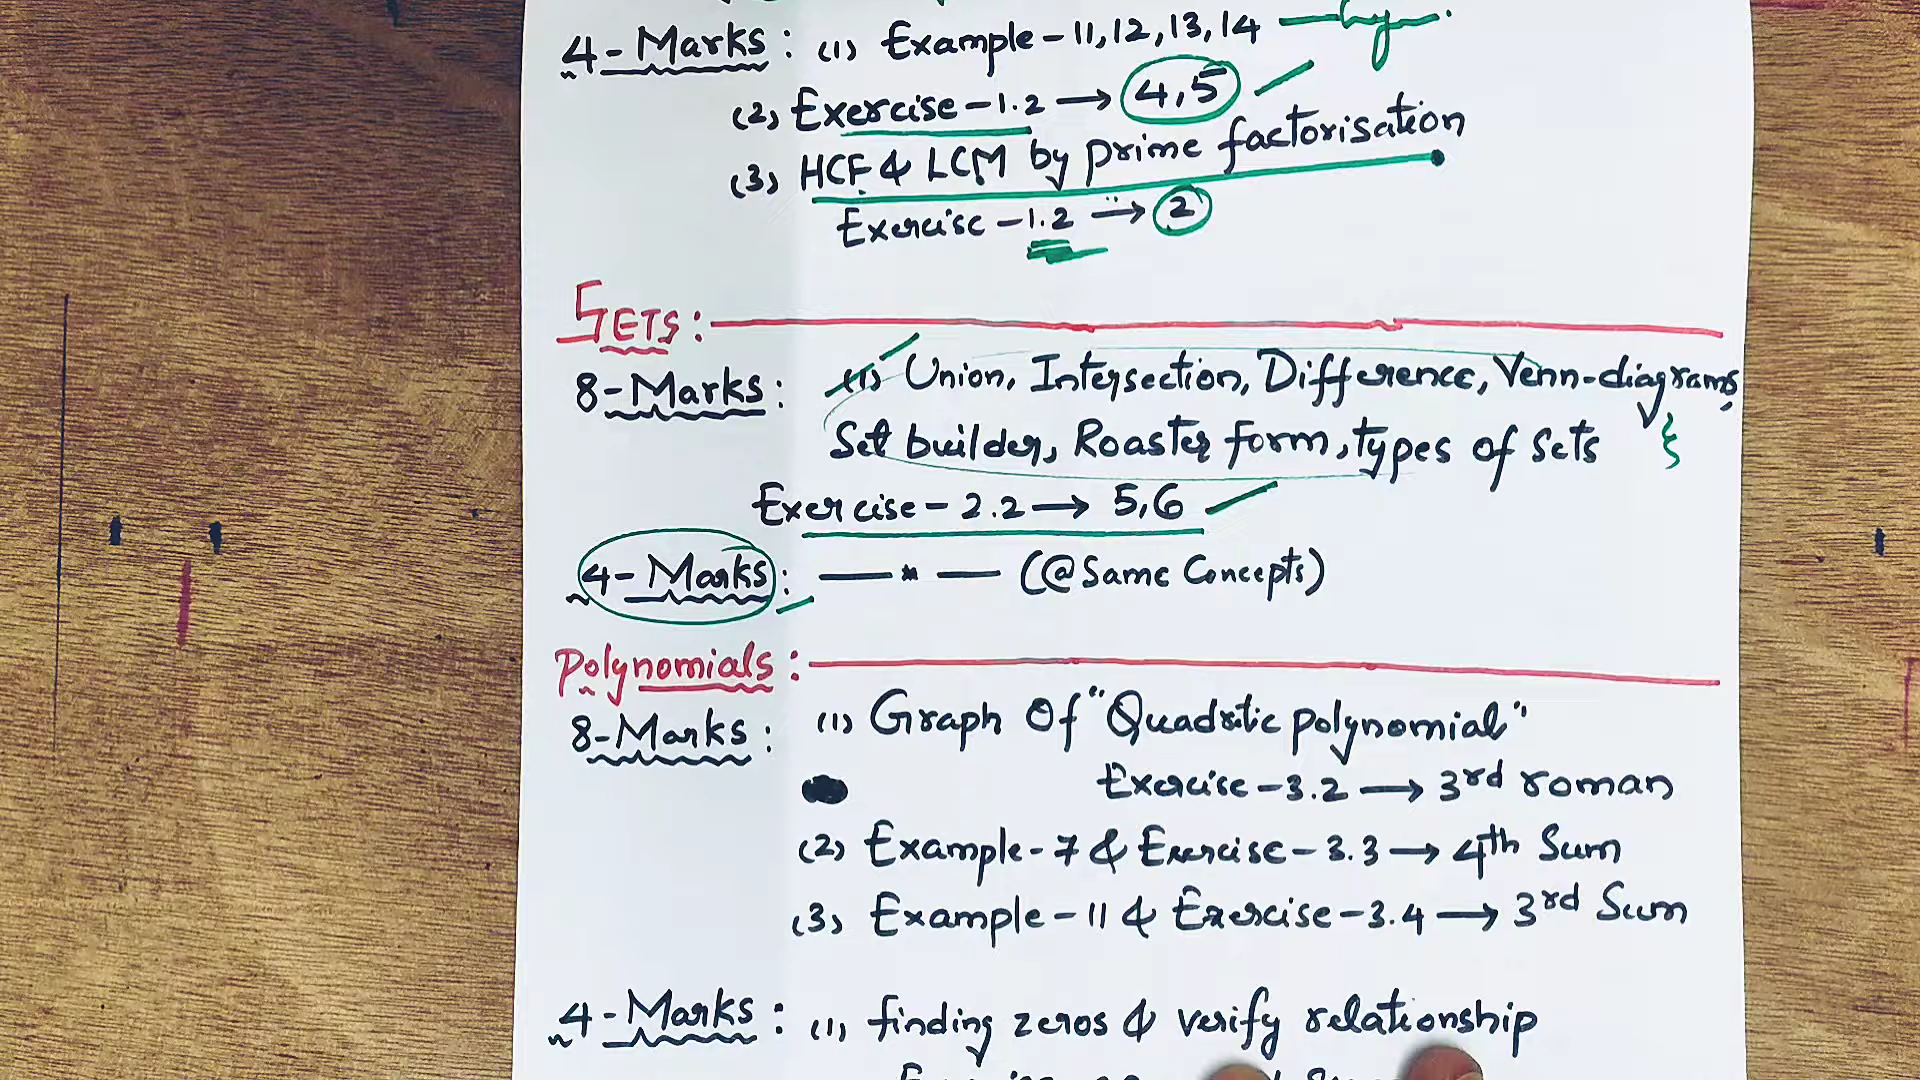 4-Marks: (1) Example-11,12,13,14 — log.
(2) Exercise-1.2 → 4,5
(3) HCF & LCM by prime factorisation
Exercise-1.2 → 2
SETS:
8-Marks: (1) Union, Intersection, Difference, Venn-diagrams,
Set builder, Roaster form, types of sets
Exercise-2.2 → 5,6
4-Marks: —*— (@Same Concepts)
Polynomials:
8-Marks: (1) Graph Of "Quadritic polynomial"
Exercise-3.2 → 3rd roman
(2) Example-7 & Exercise-3.3 → 4th Sum
(3) Example-11 & Exercise-3.4 → 3rd Sum
4-Marks: (1) finding zeros & verify relationship